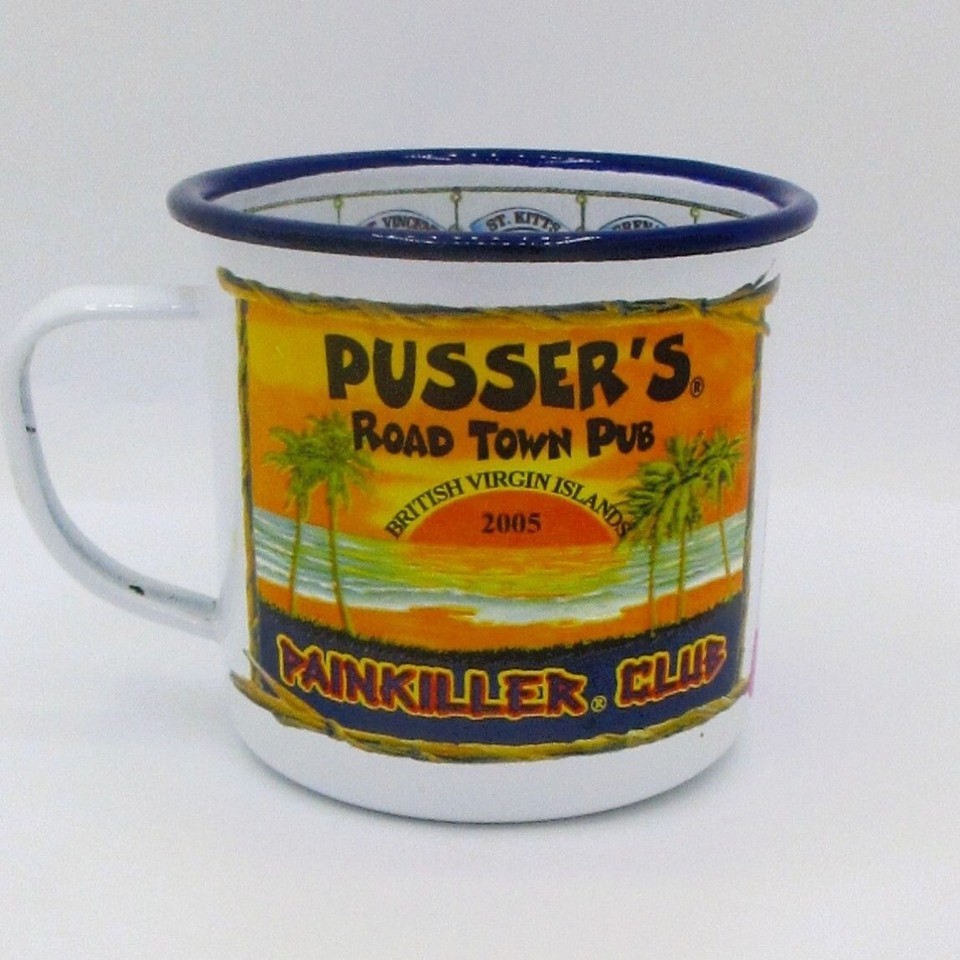 ST. KITTS
PUSSER'S®
ROAD TOWN PUB
BRITISH VIRGIN ISLANDS
2005
PAINKILLER® CLUB